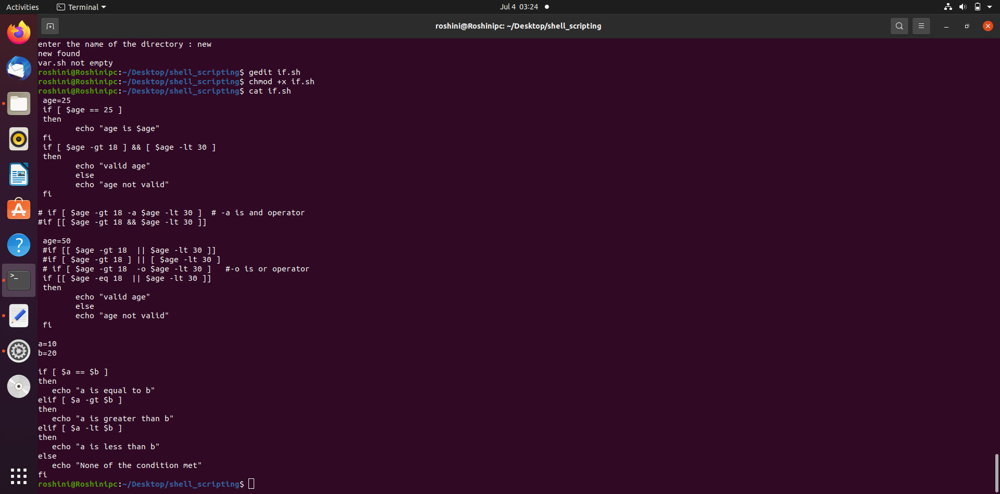 Activities Terminal Jul 4 03:24
roshini@Roshinipc: ~/Desktop/shell_scripting
enter the name of the directory : new
new found
var.sh not empty
roshini@Roshinipc:~/Desktop/shell_scripting$ gedit if.sh
roshini@Roshinipc:~/Desktop/shell_scripting$ chmod +x if.sh
roshini@Roshinipc:~/Desktop/shell_scripting$ cat if.sh
 age=25
 if [ $age == 25 ]
 then
        echo "age is $age"
 fi
 if [ $age -gt 18 ] && [ $age -lt 30 ]
 then
        echo "valid age"
        else
        echo "age not valid"
 fi

# if [ $age -gt 18 -a $age -lt 30 ]  # -a is and operator
#if [[ $age -gt 18 && $age -lt 30 ]]

 age=50
 #if [[ $age -gt 18  || $age -lt 30 ]]
 #if [ $age -gt 18 ] || [ $age -lt 30 ]
 # if [ $age -gt 18  -o $age -lt 30 ]   #-o is or operator
 if [[ $age -eq 18  || $age -lt 30 ]]
 then
        echo "valid age"
        else
        echo "age not valid"
 fi

a=10
b=20

if [ $a == $b ]
then
   echo "a is equal to b"
elif [ $a -gt $b ]
then
   echo "a is greater than b"
elif [ $a -lt $b ]
then
   echo "a is less than b"
else
   echo "None of the condition met"
fi
roshini@Roshinipc:~/Desktop/shell_scripting$